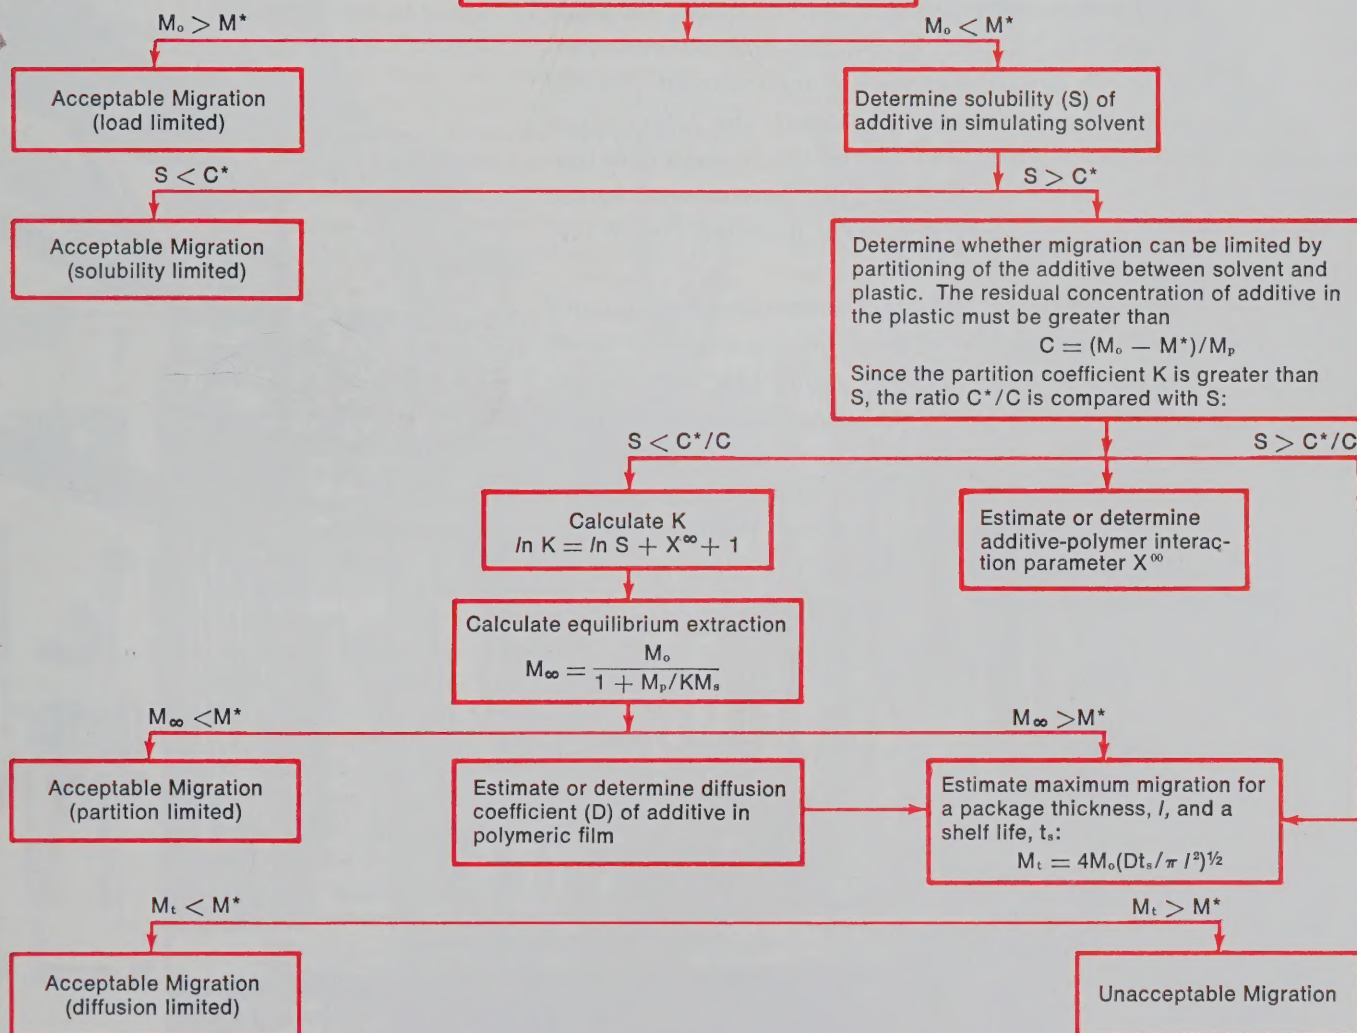 M₀ > M*
M₀ < M*
Acceptable Migration
(load limited)
Determine solubility (S) of
additive in simulating solvent
S < C*
S > C*
Acceptable Migration
(solubility limited)
Determine whether migration can be limited by
partitioning of the additive between solvent and
plastic. The residual concentration of additive in
the plastic must be greater than
C = (M₀ − M*)/Mₚ
Since the partition coefficient K is greater than
S, the ratio C*/C is compared with S:
S < C*/C
S > C*/C
Calculate K
ln K = ln S + X∞ + 1
Estimate or determine
additive-polymer interac-
tion parameter X∞
Calculate equilibrium extraction
M∞ = M₀ / 1 + Mₚ/KMₛ
M∞ <M*
M∞ >M*
Acceptable Migration
(partition limited)
Estimate or determine diffusion
coefficient (D) of additive in
polymeric film
Estimate maximum migration for
a package thickness, l, and a
shelf life, tₛ:
Mₜ = 4M₀(Dtₛ/π l²)½
Mₜ < M*
Mₜ > M*
Acceptable Migration
(diffusion limited)
Unacceptable Migration